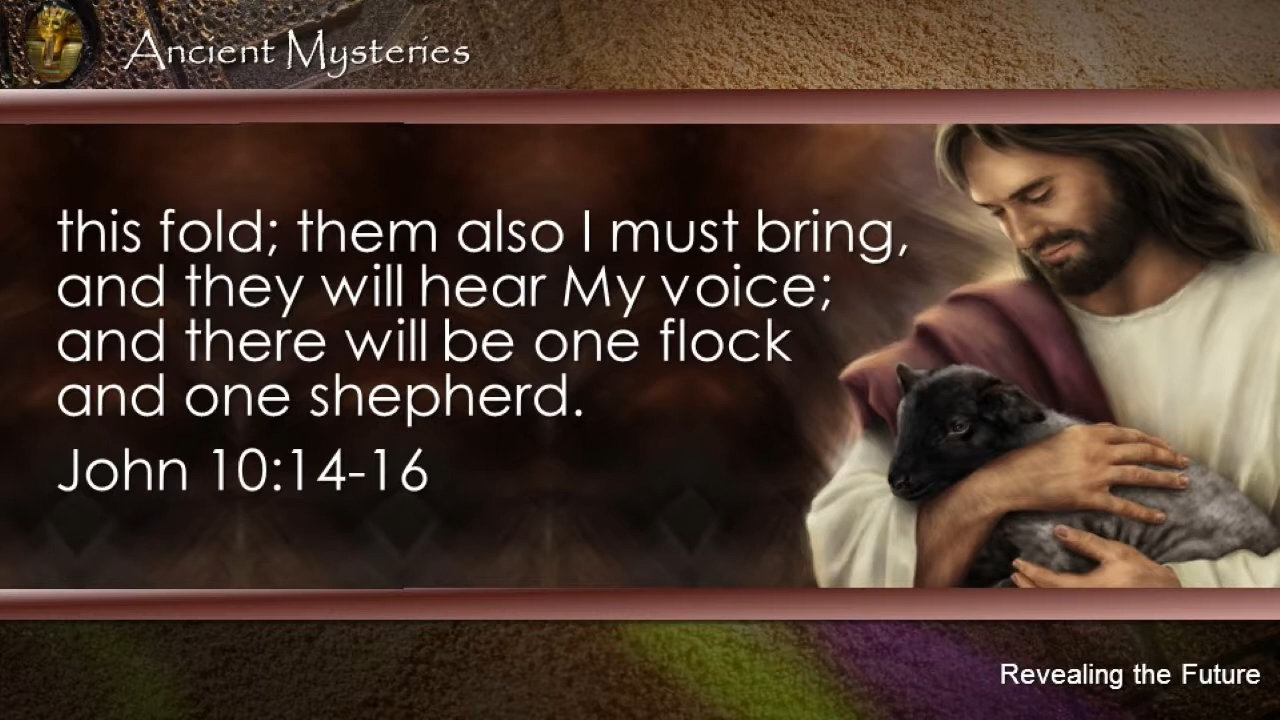 Ancient Mysteries
this fold; them also I must bring,
and they will hear My voice;
and there will be one flock
and one shepherd.
John 10:14-16
Revealing the Future